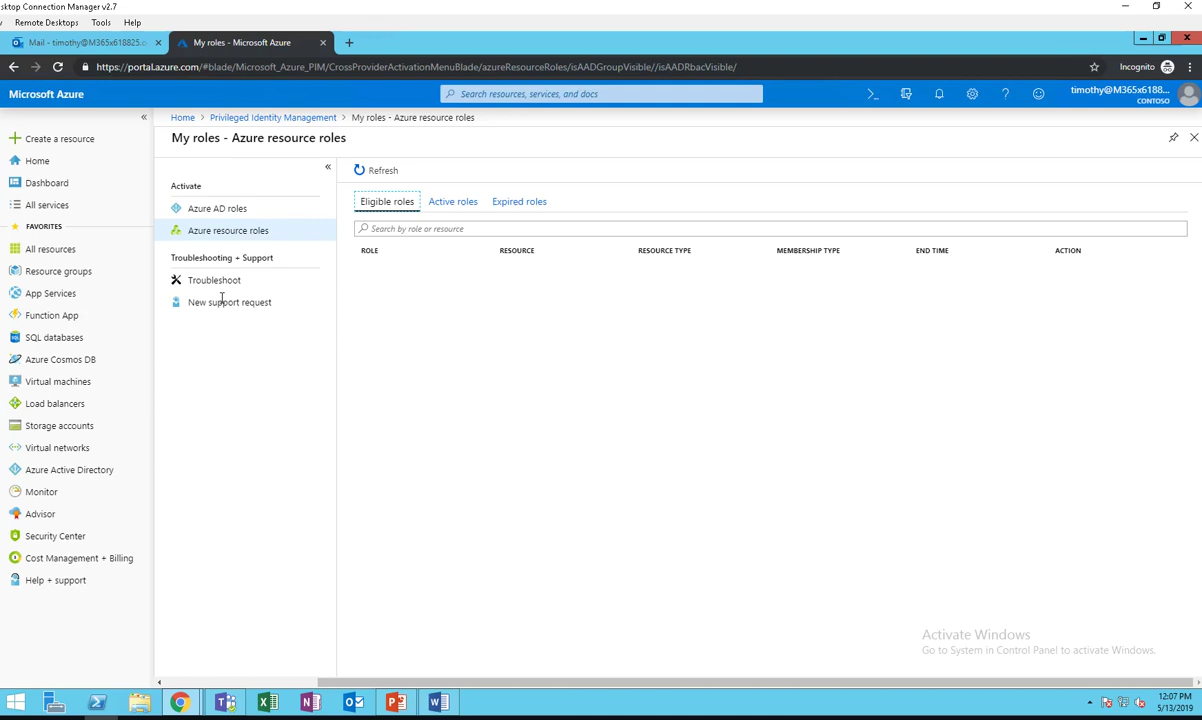 sktop Connection Manager v2.7
Remote Desktops Tools Help
Mail - timothy@M365x618825.c
My roles - Microsoft Azure
https://portal.azure.com/#blade/Microsoft_Azure_PIM/CrossProviderActivationMenuBlade/azureResourceRoles/isAADGroupVisible//isAADRbacVisible/
Incognito
Microsoft Azure
Search resources, services, and docs
timothy@M365x6188...
CONTOSO
Create a resource
Home
Dashboard
All services
FAVORITES
All resources
Resource groups
App Services
Function App
SQL databases
Azure Cosmos DB
Virtual machines
Load balancers
Storage accounts
Virtual networks
Azure Active Directory
Monitor
Advisor
Security Center
Cost Management + Billing
Help + support
Home > Privileged Identity Management > My roles - Azure resource roles
My roles - Azure resource roles
Activate
Azure AD roles
Azure resource roles
Troubleshooting + Support
Troubleshoot
New support request
Refresh
Eligible roles Active roles Expired roles
Search by role or resource
ROLE RESOURCE RESOURCE TYPE MEMBERSHIP TYPE END TIME ACTION
Activate Windows
Go to System in Control Panel to activate Windows.
12:07 PM
5/13/2019